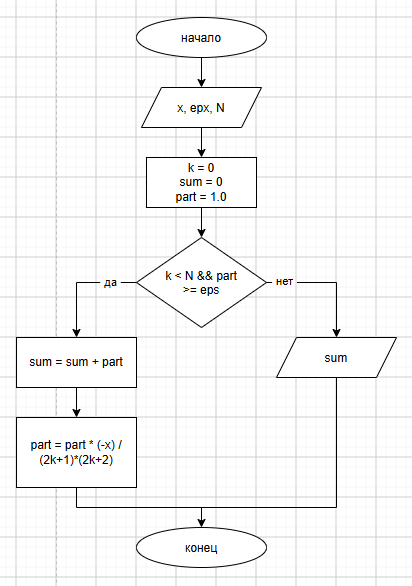 начало
x, epx, N
k = 0
sum = 0
part = 1.0
k < N && part
>= eps
да
нет
sum = sum + part
sum
part = part * (-x) /
(2k+1)*(2k+2)
конец